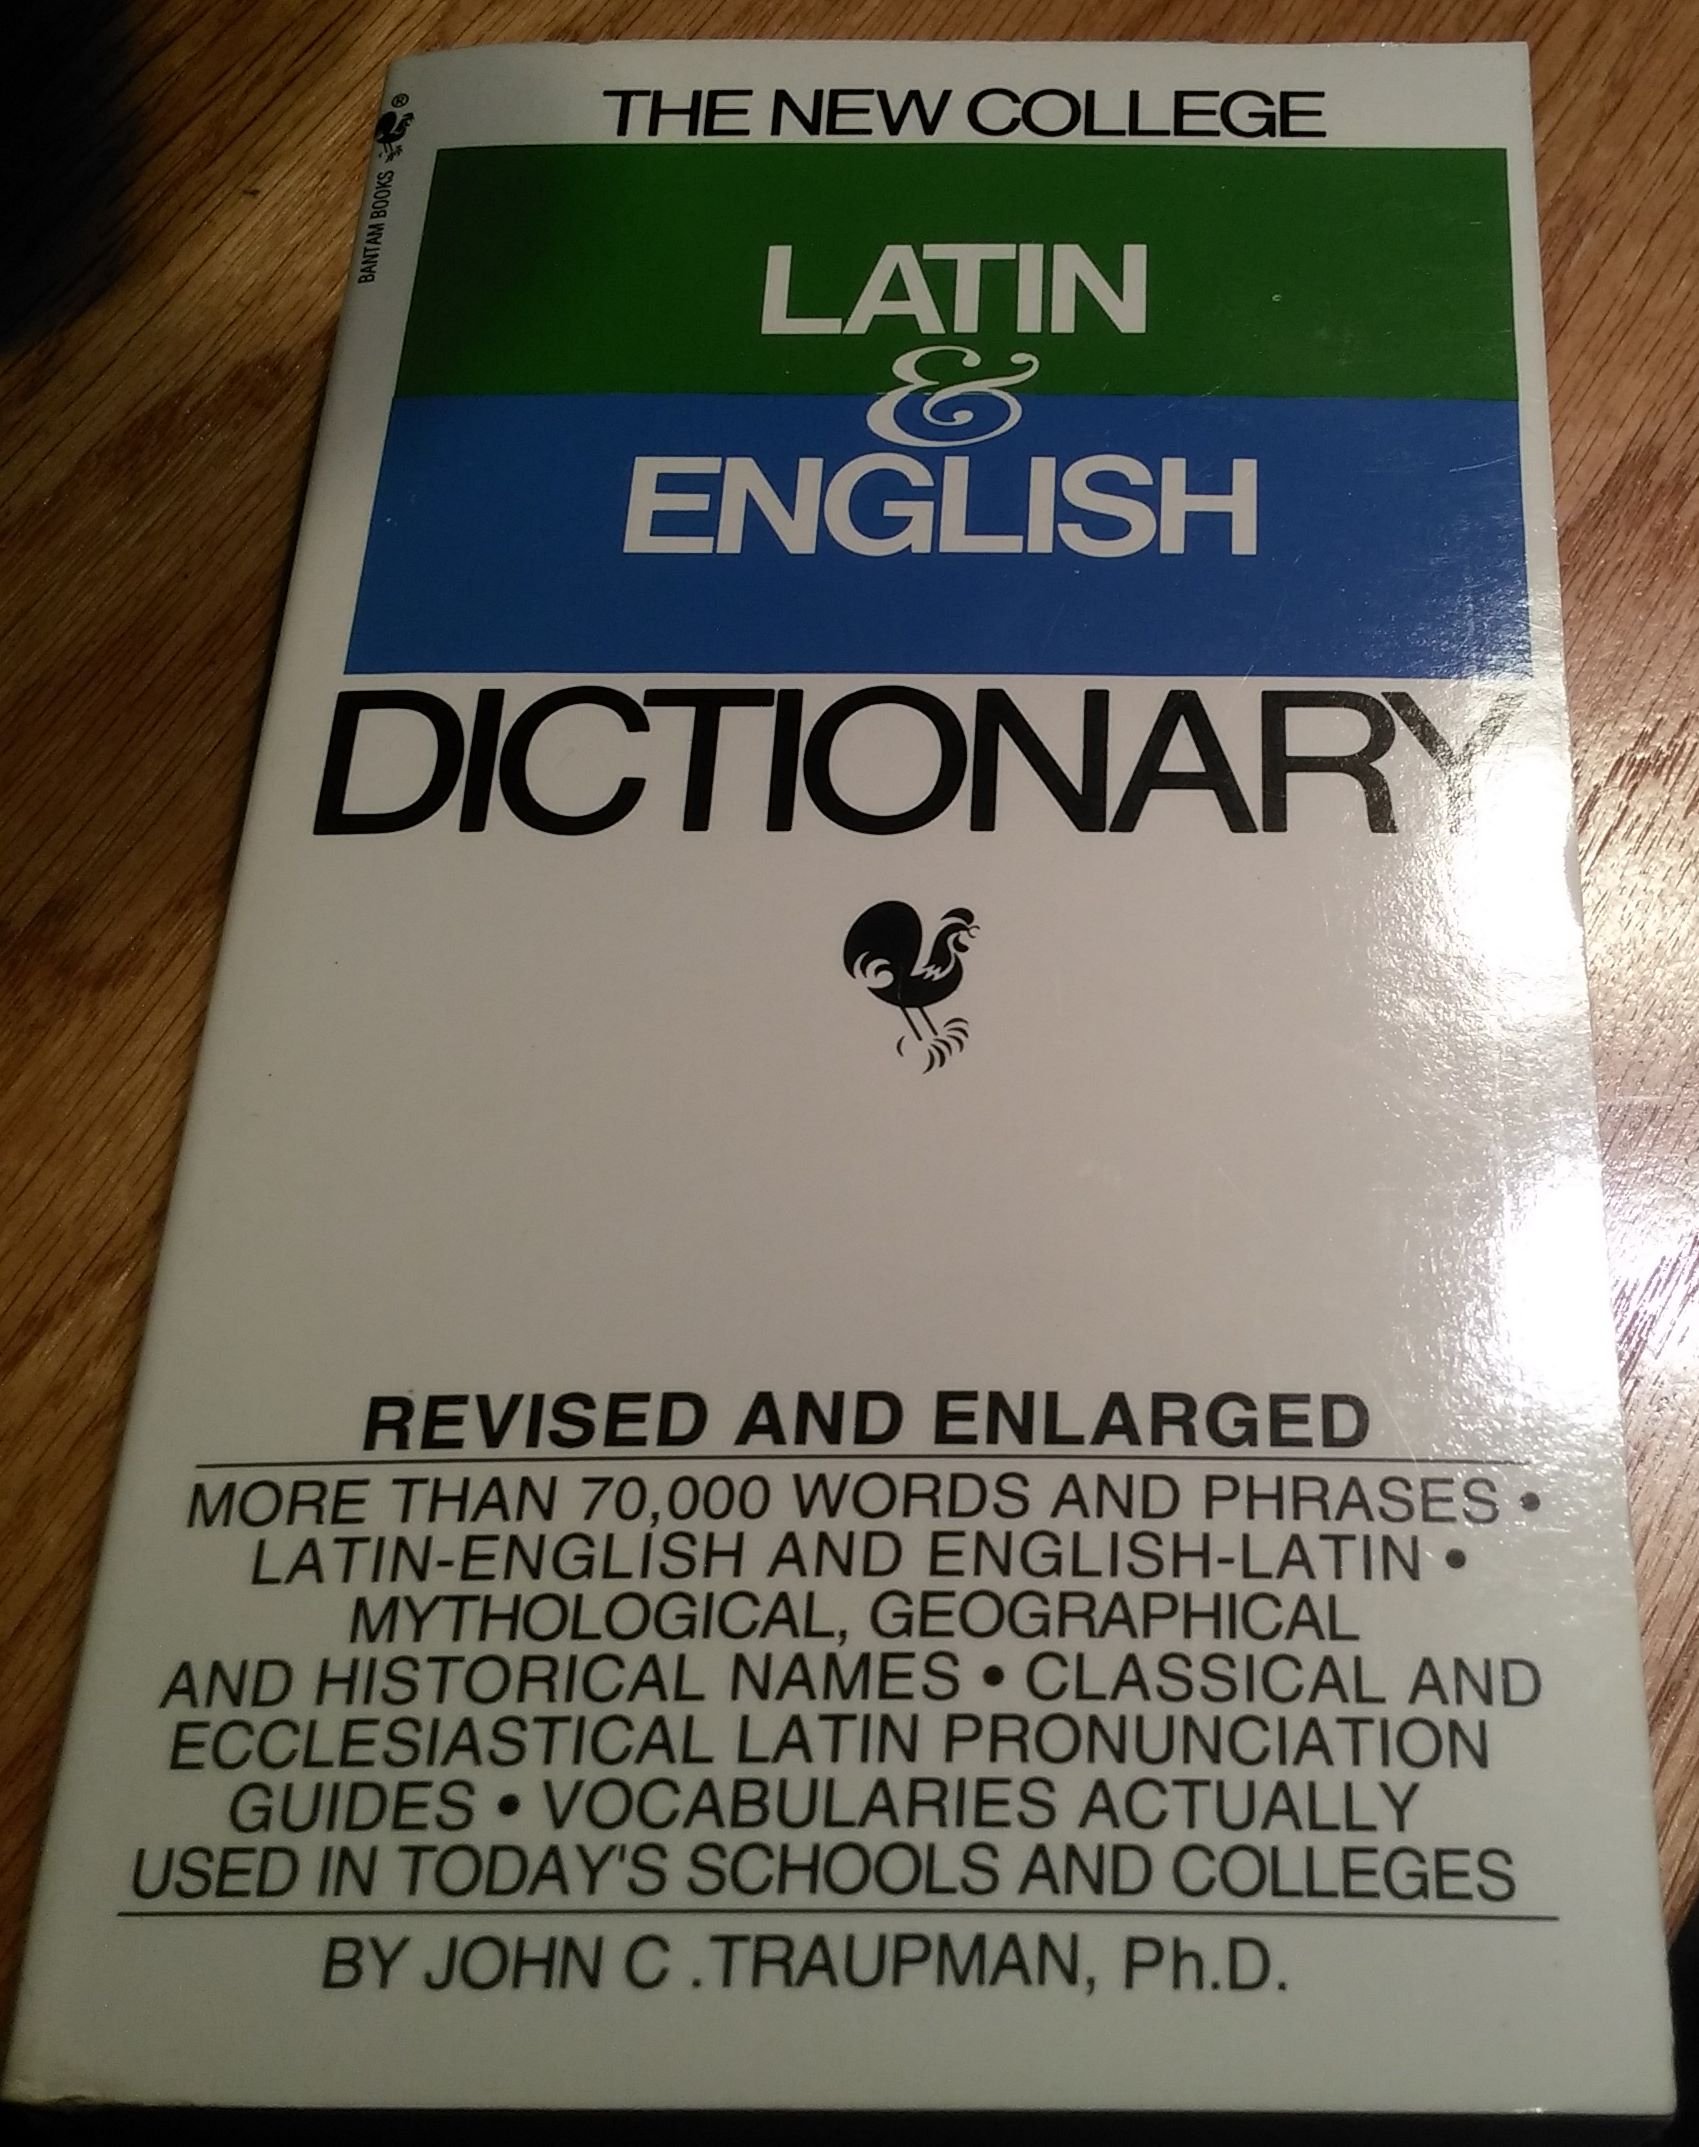 BANTAM BOOKS
®
THE NEW COLLEGE
LATIN
&
ENGLISH
DICTIONARY
REVISED AND ENLARGED
MORE THAN 70,000 WORDS AND PHRASES •
LATIN-ENGLISH AND ENGLISH-LATIN •
MYTHOLOGICAL, GEOGRAPHICAL
AND HISTORICAL NAMES • CLASSICAL AND
ECCLESIASTICAL LATIN PRONUNCIATION
GUIDES • VOCABULARIES ACTUALLY
USED IN TODAY'S SCHOOLS AND COLLEGES
BY JOHN C .TRAUPMAN, Ph.D.